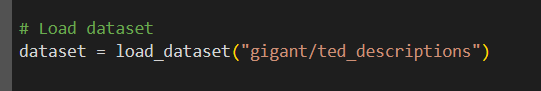 # Load dataset
dataset = load_dataset("gigant/ted_descriptions")